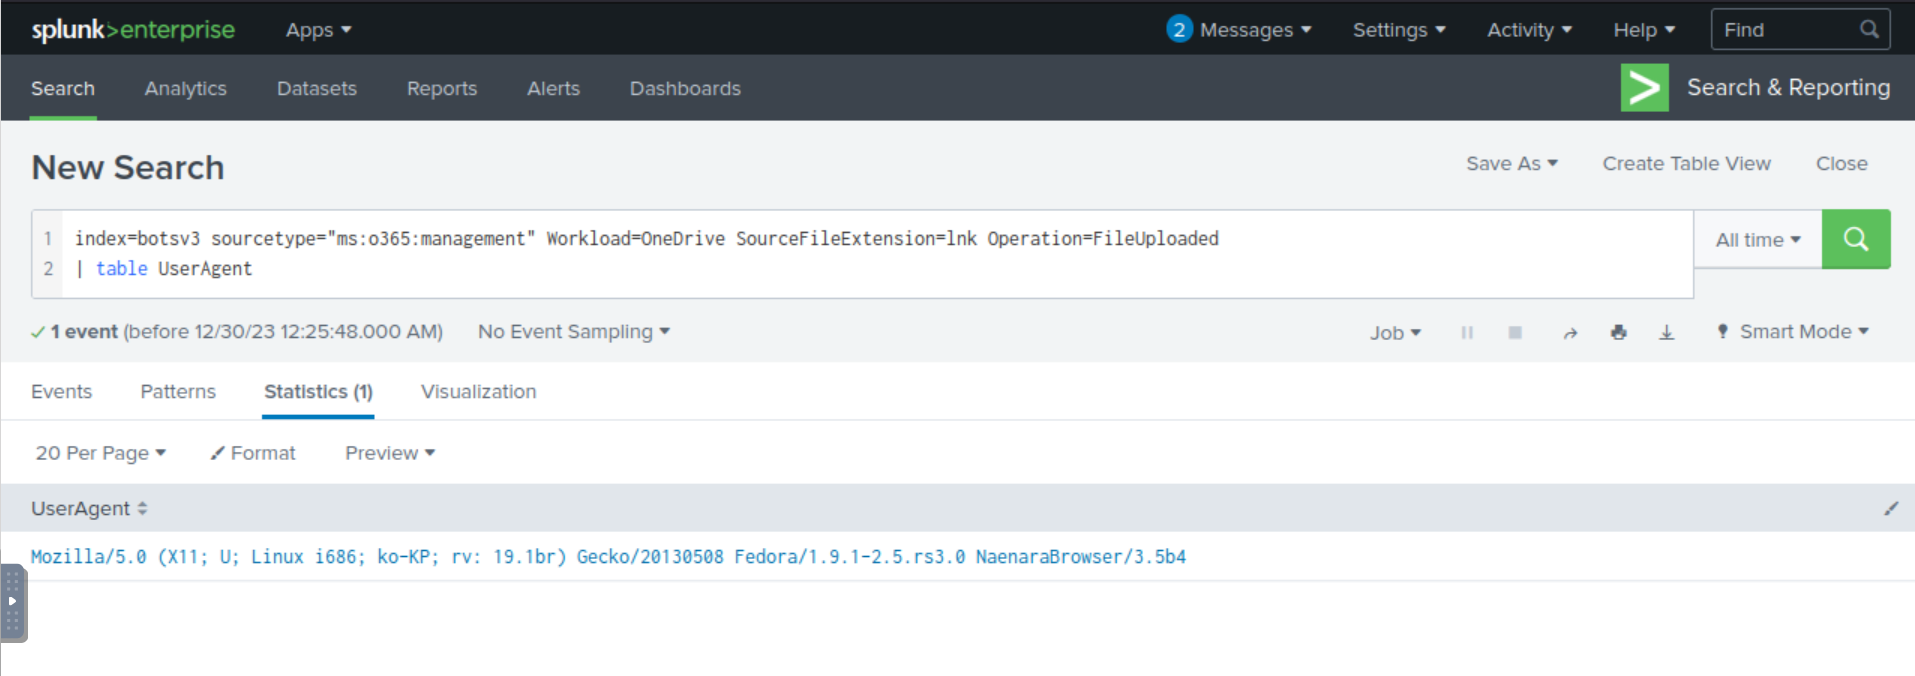 splunk>enterprise Apps 2 Messages Settings Activity Help Find
Search Analytics Datasets Reports Alerts Dashboards Search & Reporting
New Search Save As Create Table View Close
1 index=botsv3 sourcetype="ms:o365:management" Workload=OneDrive SourceFileExtension=lnk Operation=FileUploaded All time
2 | table UserAgent
1 event (before 12/30/23 12:25:48.000 AM) No Event Sampling Job Smart Mode
Events Patterns Statistics (1) Visualization
20 Per Page Format Preview
UserAgent
Mozilla/5.0 (X11; U; Linux i686; ko-KP; rv: 19.1br) Gecko/20130508 Fedora/1.9.1-2.5.rs3.0 NaenaraBrowser/3.5b4